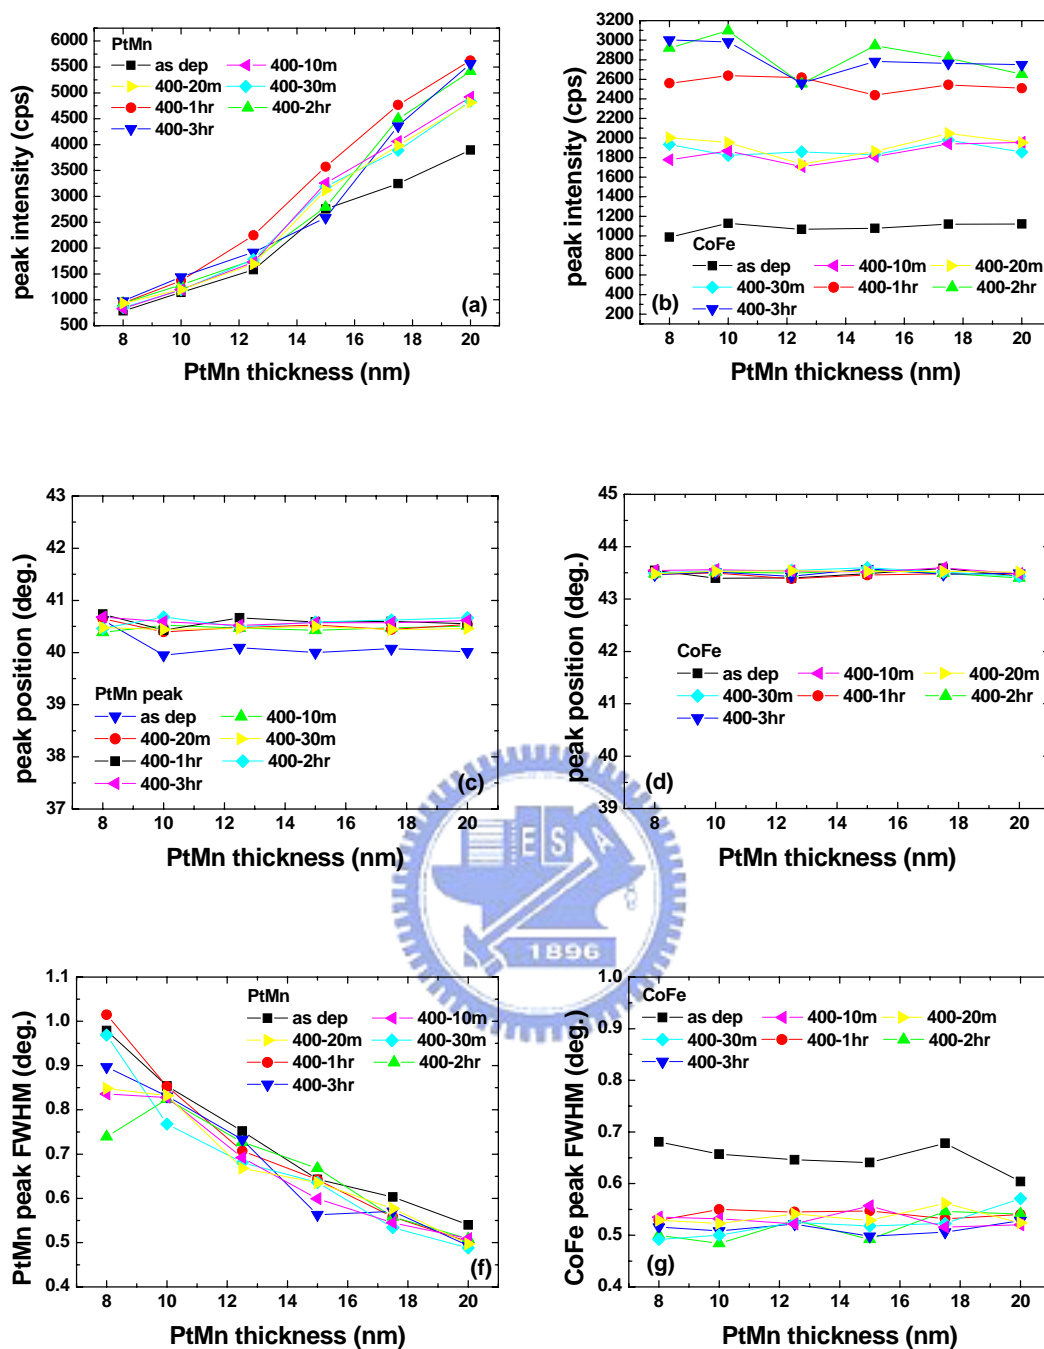 PtMn
as dep 400-10m
400-20m 400-30m
400-1hr 400-2hr
400-3hr
6000
5500
5000
4500
4000
3500
3000
2500
2000
1500
1000
500
8 10 12 14 16 18 20
peak intensity (cps)
PtMn thickness (nm)
(a)
3200
3000
2800
2600
2400
2200
2000
1800
1600
1400
1200
1000
800
600
400
200
8 10 12 14 16 18 20
peak intensity (cps)
PtMn thickness (nm)
(b)
CoFe
as dep 400-10m 400-20m
400-30m 400-1hr 400-2hr
400-3hr
43
42
41
40
39
38
37
8 10 12 14 16 18 20
peak position (deg.)
PtMn thickness (nm)
PtMn peak
as dep 400-10m
400-20m 400-30m
400-1hr 400-2hr
400-3hr
(c)
45
44
43
42
41
40
39
8 10 12 14 16 18 20
peak position (deg.)
PtMn thickness (nm)
CoFe
as dep 400-10m 400-20m
400-30m 400-1hr 400-2hr
400-3hr
(d)
E S A
1896
1.1
1.0
0.9
0.8
0.7
0.6
0.5
0.4
8 10 12 14 16 18 20
PtMn peak FWHM (deg.)
PtMn thickness (nm)
PtMn
as dep 400-10m
400-20m 400-30m
400-1hr 400-2hr
400-3hr
(f)
1.0
0.9
0.8
0.7
0.6
0.5
0.4
8 10 12 14 16 18 20
CoFe peak FWHM (deg.)
PtMn thickness (nm)
CoFe
as dep 400-10m 400-20m
400-30m 400-1hr 400-2hr
400-3hr
(g)